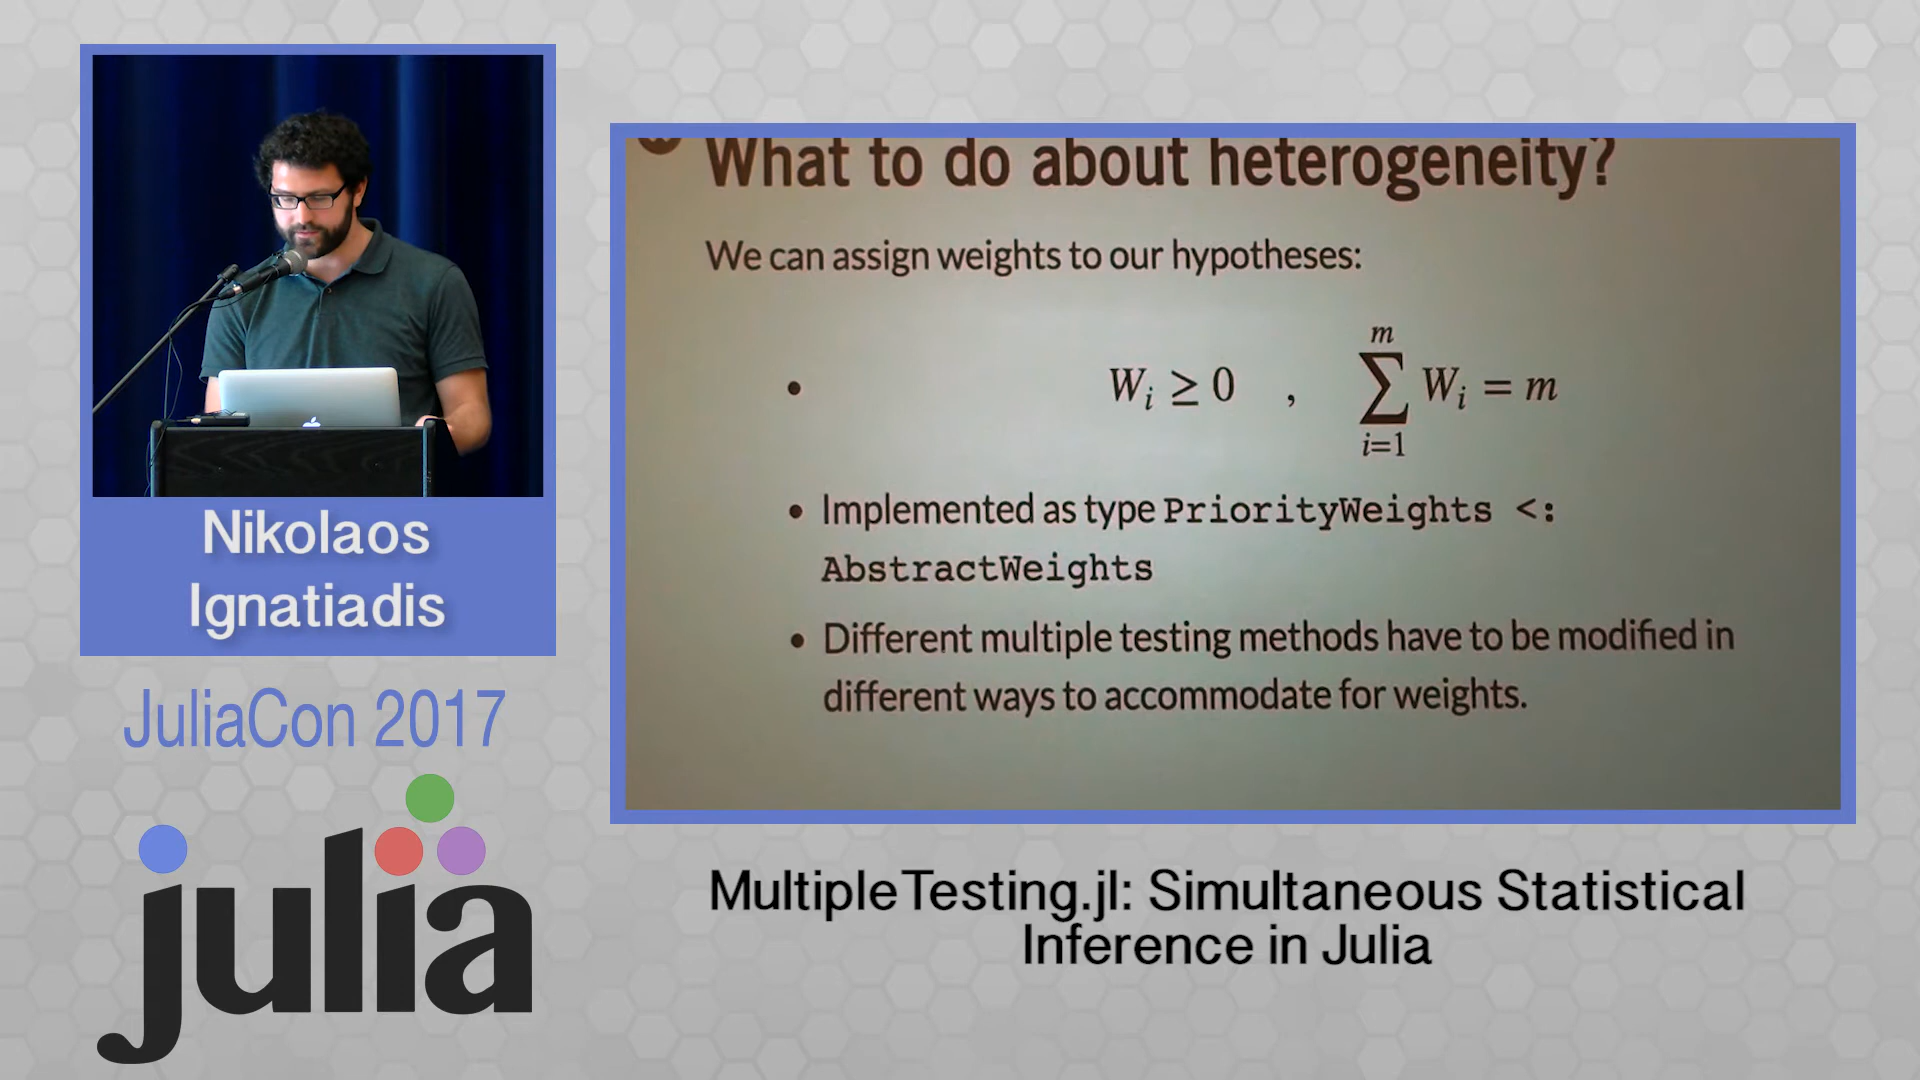 Nikolaos
Ignatiadis
JuliaCon 2017
julia
What to do about heterogeneity?
We can assign weights to our hypotheses:
• W_i ≥ 0 , ∑_{i=1}^{m} W_i = m
• Implemented as type PriorityWeights <:
AbstractWeights
• Different multiple testing methods have to be modified in
different ways to accommodate for weights.
MultipleTesting.jl: Simultaneous Statistical
Inference in Julia